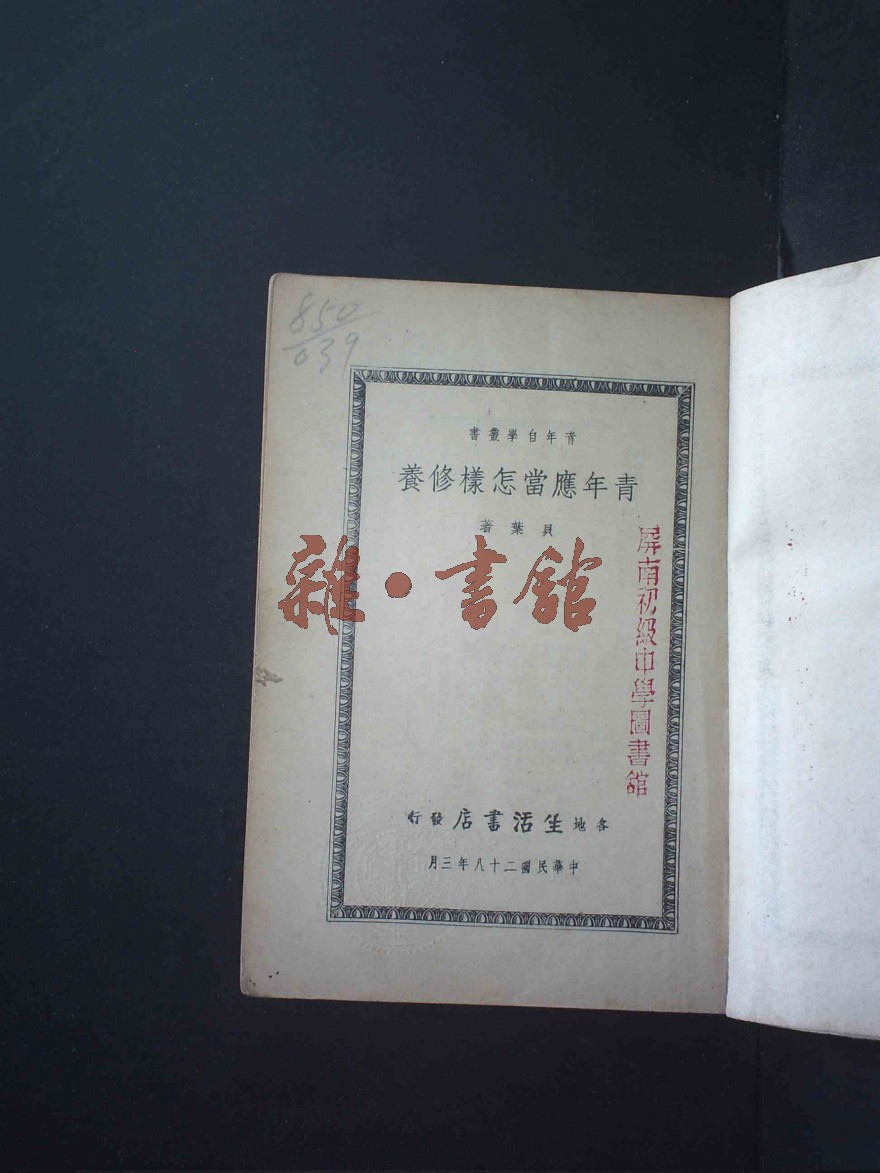 850
039
青年自學叢書
青年應當怎樣修養
貝葉著
雜·書館
屏南初級中學圖書館
各地生活書店發行
中華民國二十八年三月